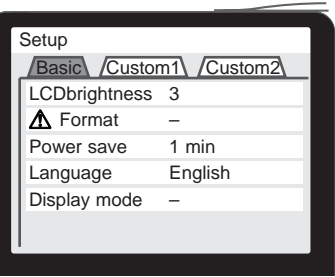 Setup
Basic Custom1 Custom2
LCDbrightness 3
Format –
Power save 1 min
Language English
Display mode –